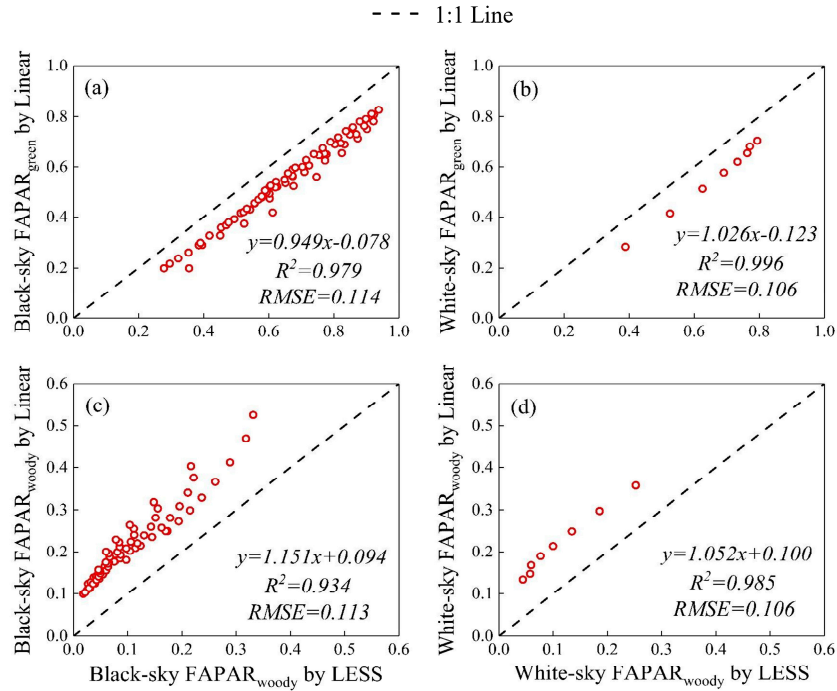 1:1 Line
(a)
Black-sky FAPARgreen by Linear
1.0
0.8
0.6
0.4
0.2
0.0
y=0.949x-0.078
R²=0.979
RMSE=0.114
0.0 0.2 0.4 0.6 0.8 1.0
(b)
White-sky FAPARgreen by Linear
1.0
0.8
0.6
0.4
0.2
0.0
y=1.026x-0.123
R²=0.996
RMSE=0.106
0.0 0.2 0.4 0.6 0.8 1.0
(c)
Black-sky FAPARwoody by Linear
0.6
0.5
0.4
0.3
0.2
0.1
0.0
y=1.151x+0.094
R²=0.934
RMSE=0.113
0.0 0.1 0.2 0.3 0.4 0.5 0.6
Black-sky FAPARwoody by LESS
(d)
White-sky FAPARwoody by Linear
0.6
0.5
0.4
0.3
0.2
0.1
0.0
y=1.052x+0.100
R²=0.985
RMSE=0.106
0.0 0.1 0.2 0.3 0.4 0.5 0.6
White-sky FAPARwoody by LESS